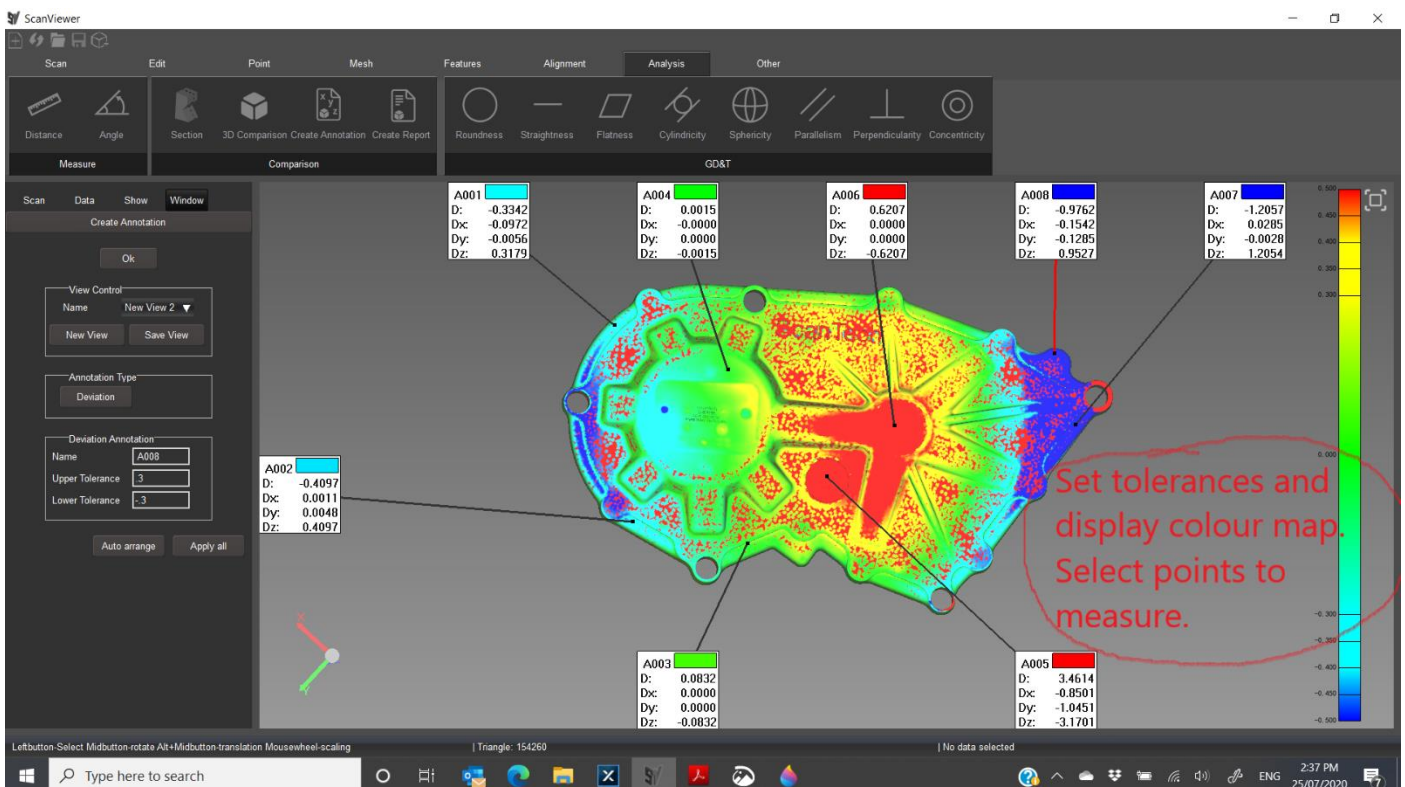 ScanViewer
Scan Edit Point Mesh Features Alignment Analysis Other
Distance Angle Section 3D Comparison Create Annotation Create Report Roundness Straightness Flatness Cylindricity Sphericity Parallelism Perpendicularity Concentricity
Measure Comparison GD&T
Scan Data Show Window
Create Annotation
Ok
View Control
Name New View 2
New View Save View
Annotation Type
Deviation
Deviation Annotation
Name A008
Upper Tolerance .3
Lower Tolerance -.3
Auto arrange Apply all
A001
D: -0.3342
Dx: -0.0972
Dy: -0.0056
Dz: 0.3179
A004
D: 0.0015
Dx: -0.0000
Dy: 0.0000
Dz: -0.0015
A006
D: 0.6207
Dx: 0.0000
Dy: 0.0000
Dz: -0.6207
A008
D: -0.9762
Dx: -0.1542
Dy: -0.1285
Dz: 0.9527
A007
D: -1.2057
Dx: 0.0285
Dy: -0.0028
Dz: 1.2054
A002
D: -0.4097
Dx: 0.0011
Dy: 0.0048
Dz: 0.4097
A003
D: 0.0832
Dx: 0.0000
Dy: 0.0000
Dz: -0.0832
A005
D: 3.4614
Dx: -0.8501
Dy: -1.0451
Dz: -3.1701
ScanTech
X
Y
Set tolerances and
display colour map.
Select points to
measure.
0.500
0.450
0.400
0.350
0.300
0.000
-0.300
-0.350
-0.400
-0.450
-0.500
Leftbutton-Select Midbutton-rotate Alt+Midbutton-translation Mousewheel-scaling | Triangle: 154260 | No data selected
Type here to search
ENG
2:37 PM
25/07/2020
7